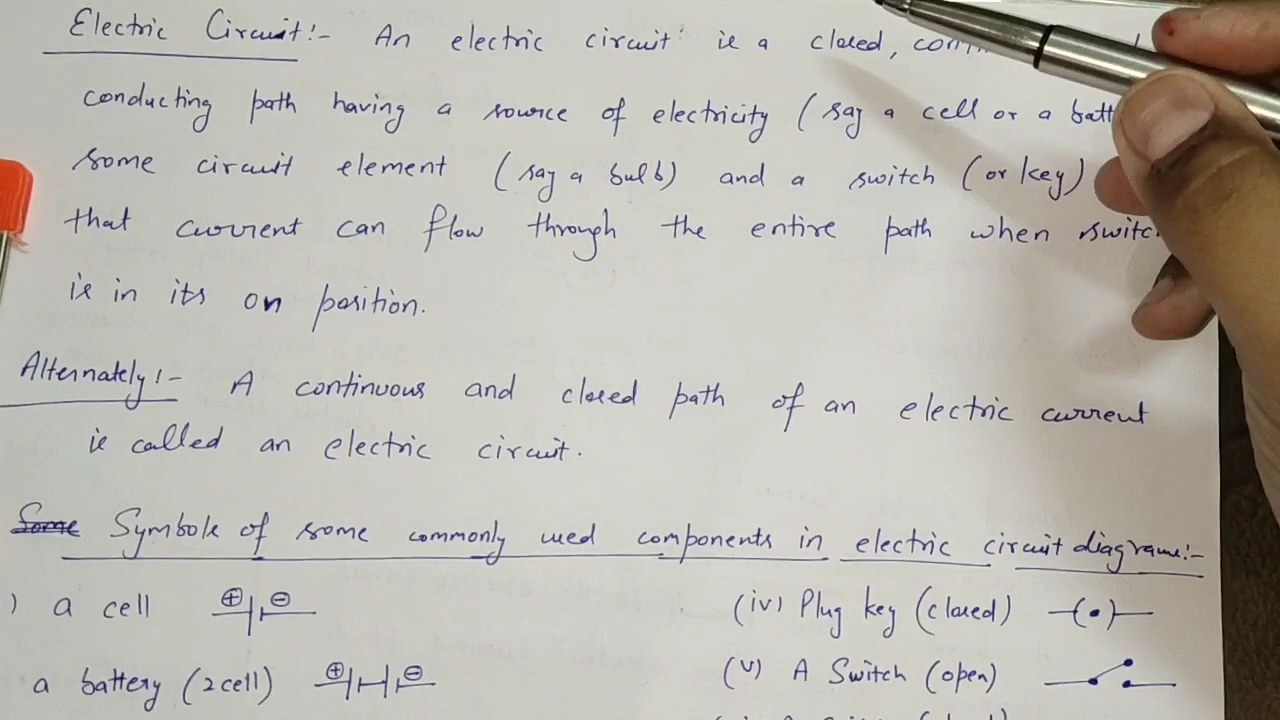 Electric Circuit:- An electric circuit is a closed,
conducting path having a source of electricity (say a cell or a
some circuit element (say a bulb) and a switch (or key)
that current can flow through the entire path when
is in its on position.
Alternately:- A continuous and closed path of an electric current
is called an electric circuit.
Symbols of some commonly used components in electric circuit diagrams:-
) a cell ⊕ ⊖
a battery (2cell) ⊕ ⊖
(iv) Plug key (closed)
(v) A Switch (open)